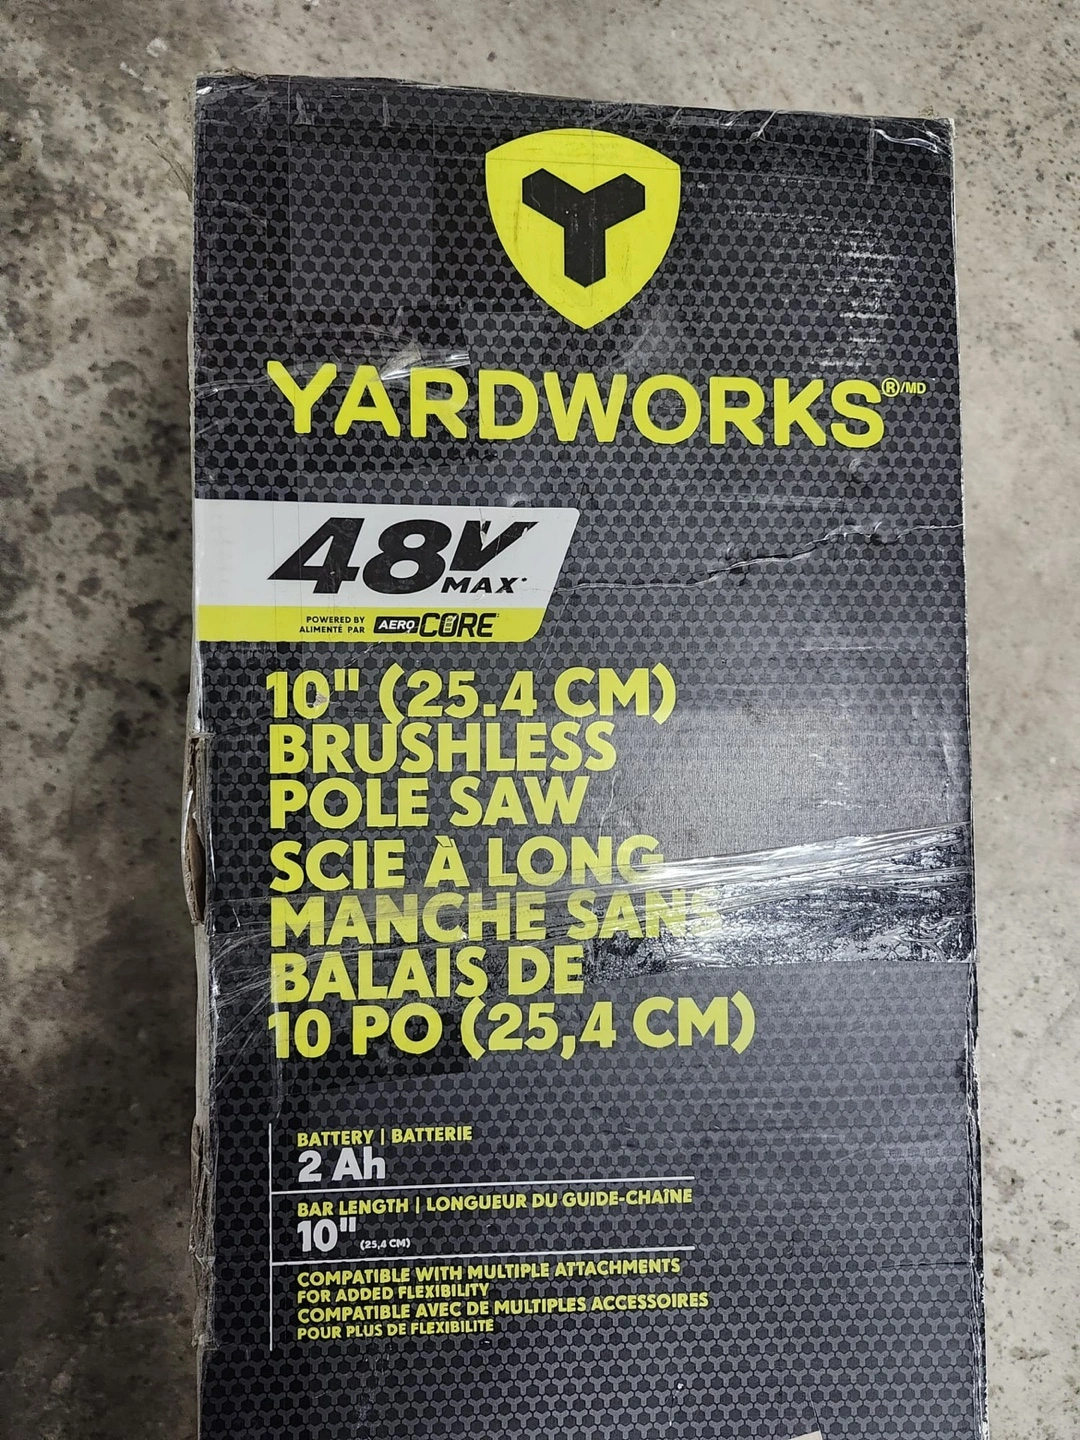 YARDWORKS®/MD
48V
MAX*
POWERED BY
ALIMENTÉ PAR
AERO CORE
10" (25.4 CM)
BRUSHLESS
POLE SAW
SCIE À LONG
MANCHE SANS
BALAIS DE
10 PO (25,4 CM)
BATTERY | BATTERIE
2 Ah
BAR LENGTH | LONGUEUR DU GUIDE-CHAÎNE
10" (25,4 CM)
COMPATIBLE WITH MULTIPLE ATTACHMENTS
FOR ADDED FLEXIBILITY
COMPATIBLE AVEC DE MULTIPLES ACCESSOIRES
POUR PLUS DE FLEXIBILITÉ